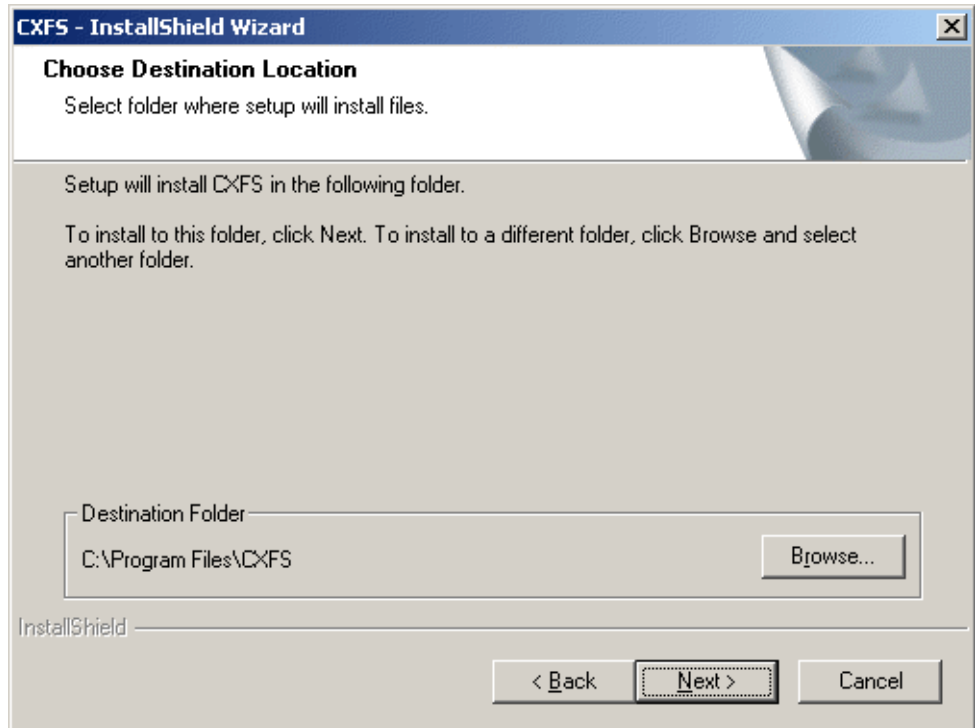 CXFS - InstallShield Wizard
Choose Destination Location
Select folder where setup will install files.
Setup will install CXFS in the following folder.
To install to this folder, click Next. To install to a different folder, click Browse and select
another folder.
Destination Folder
C:\Program Files\CXFS
Browse...
InstallShield
< Back
Next >
Cancel